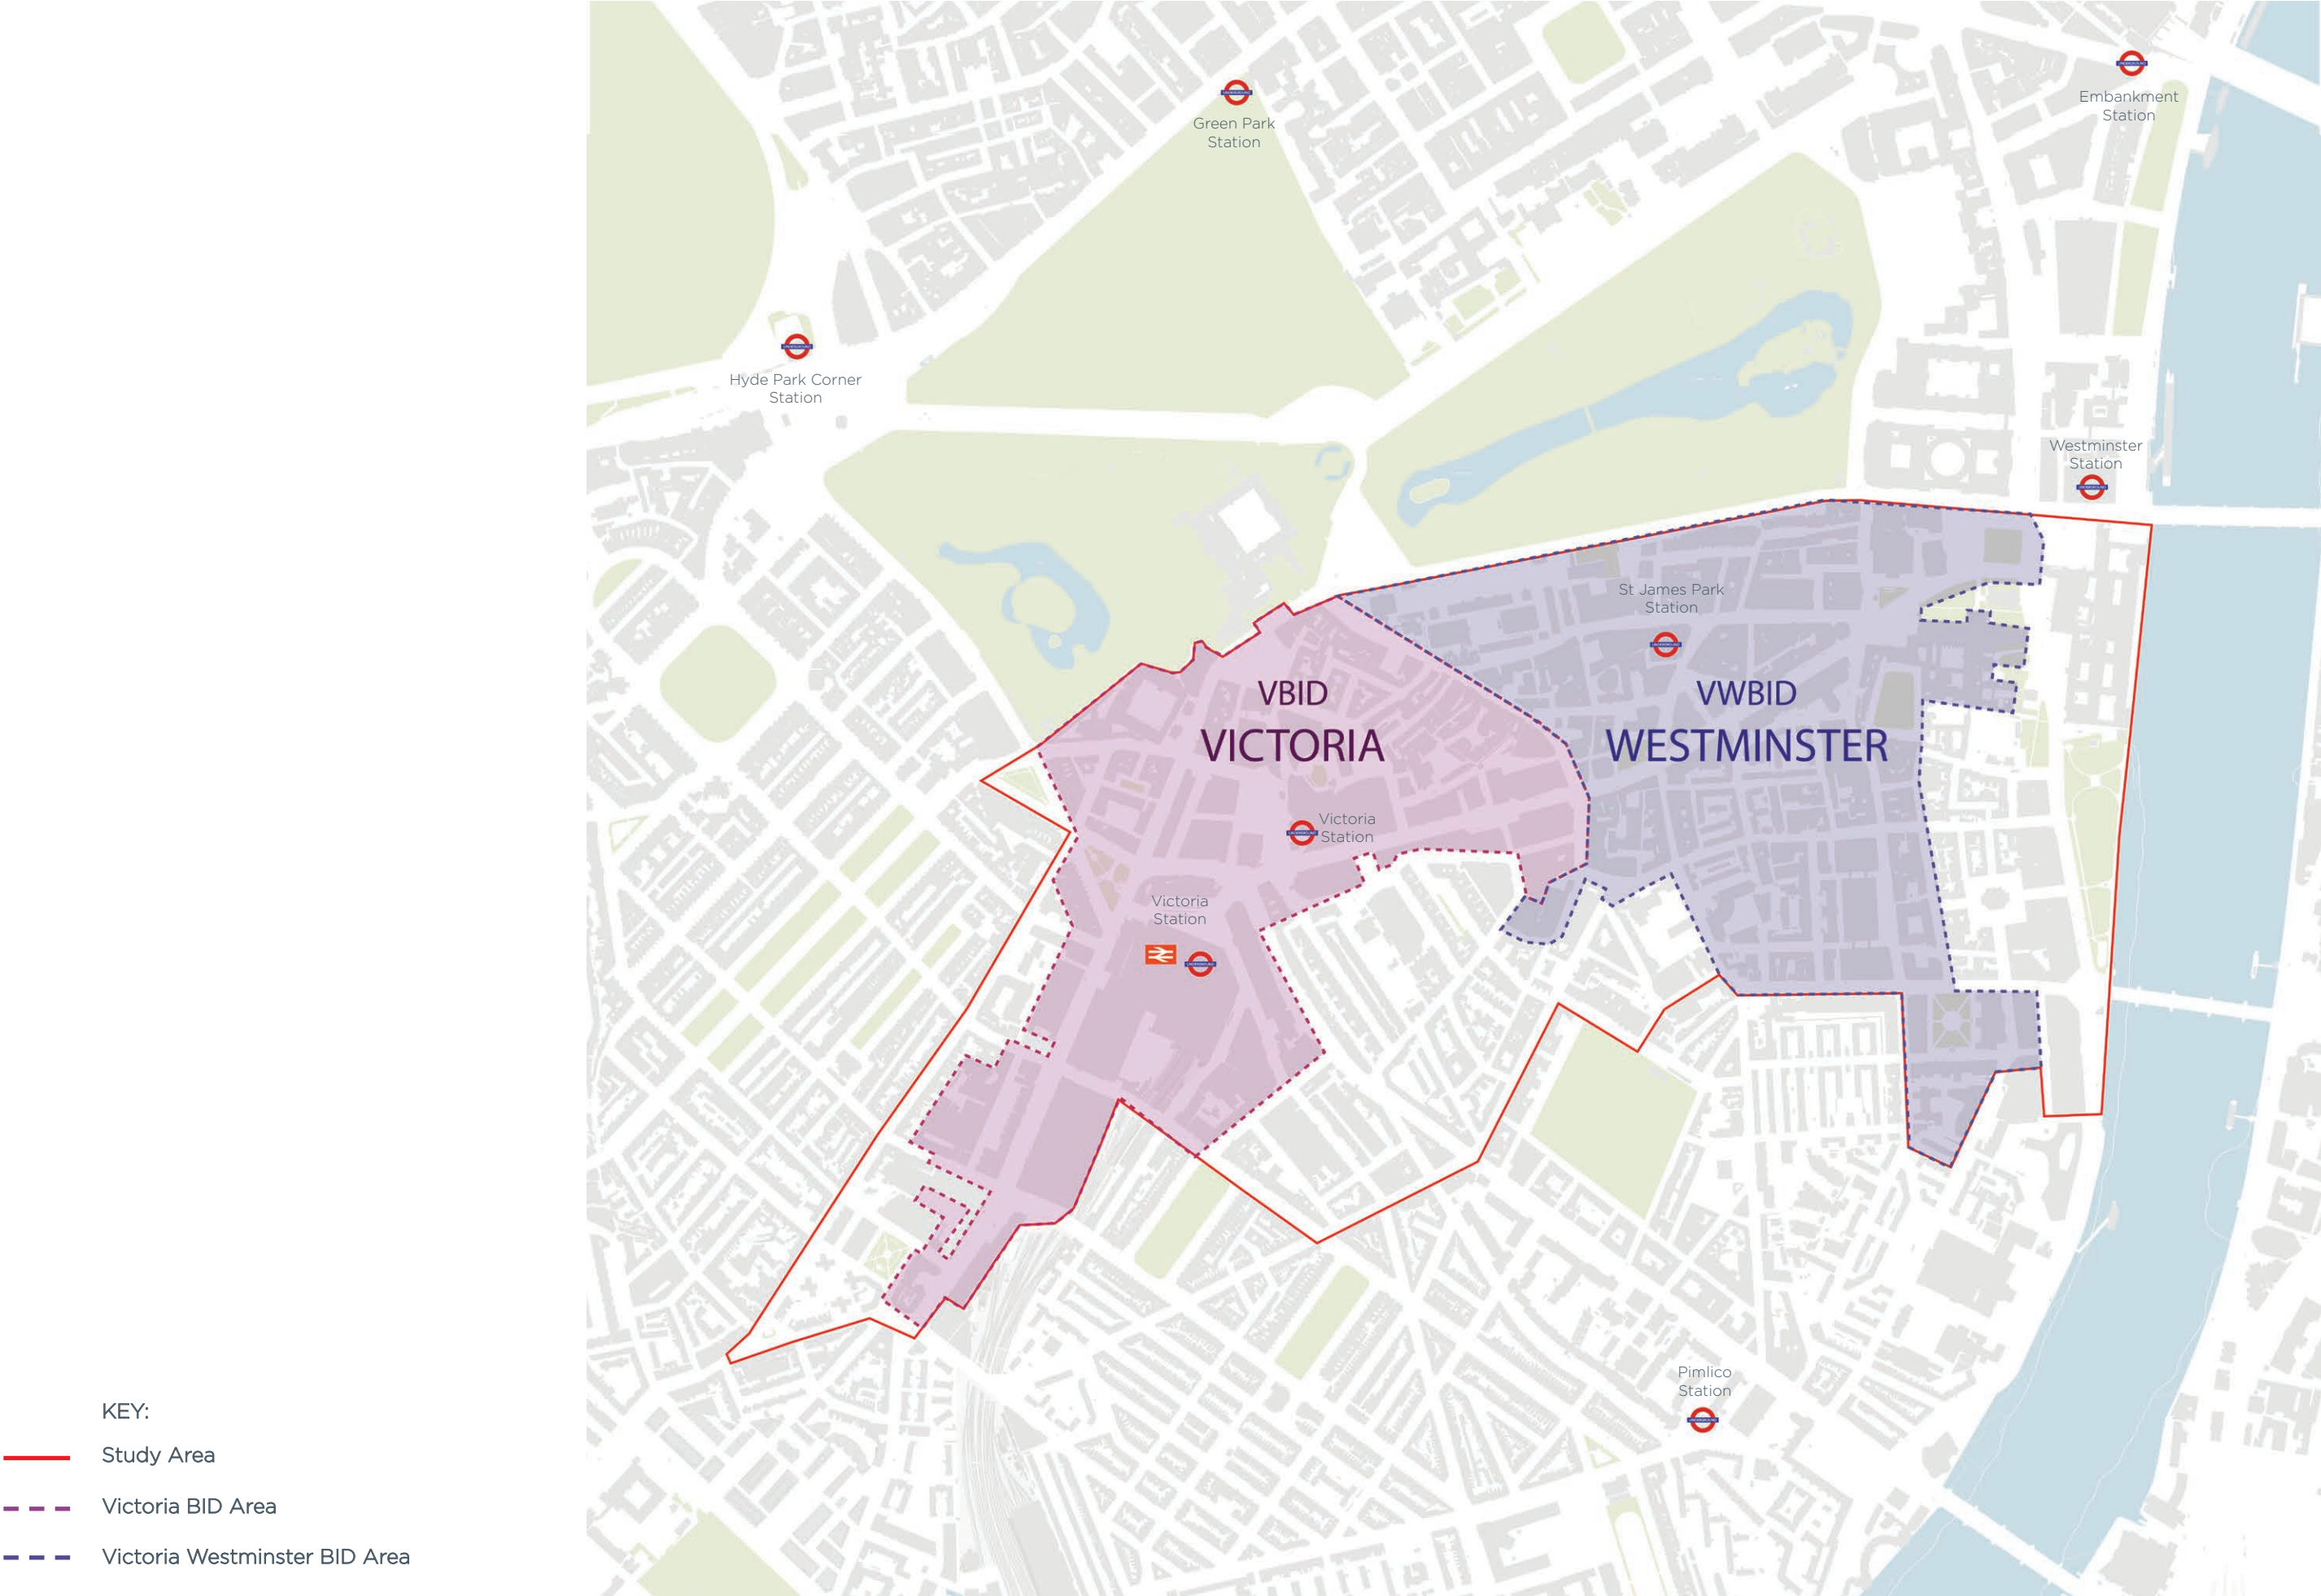 Embankment
Station
Green Park
Station
Hyde Park Corner
Station
Westminster
Station
St James Park
Station
VBID
VICTORIA
VWBID
WESTMINSTER
Victoria
Station
Victoria
Station
Pimlico
Station
KEY:
Study Area
Victoria BID Area
Victoria Westminster BID Area